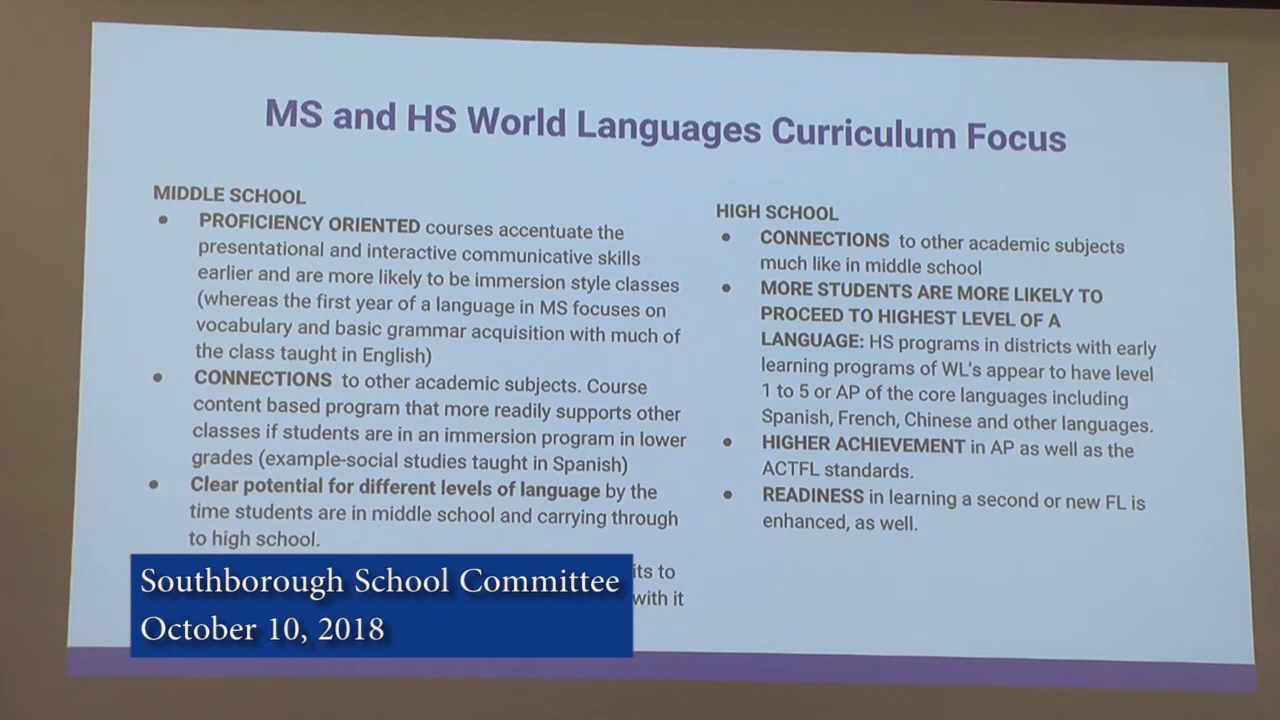 MS and HS World Languages Curriculum Focus
MIDDLE SCHOOL
● PROFICIENCY ORIENTED courses accentuate the
presentational and interactive communicative skills
earlier and are more likely to be immersion style classes
(whereas the first year of a language in MS focuses on
vocabulary and basic grammar acquisition with much of
the class taught in English)
● CONNECTIONS to other academic subjects. Course
content based program that more readily supports other
classes if students are in an immersion program in lower
grades (example-social studies taught in Spanish)
● Clear potential for different levels of language by the
time students are in middle school and carrying through
to high school.
to
with it
HIGH SCHOOL
● CONNECTIONS to other academic subjects
much like in middle school
● MORE STUDENTS ARE MORE LIKELY TO
PROCEED TO HIGHEST LEVEL OF A
LANGUAGE: HS programs in districts with early
learning programs of WL's appear to have level
1 to 5 or AP of the core languages including
Spanish, French, Chinese and other languages.
● HIGHER ACHIEVEMENT in AP as well as the
ACTFL standards.
● READINESS in learning a second or new FL is
enhanced, as well.
Southborough School Committee
October 10, 2018